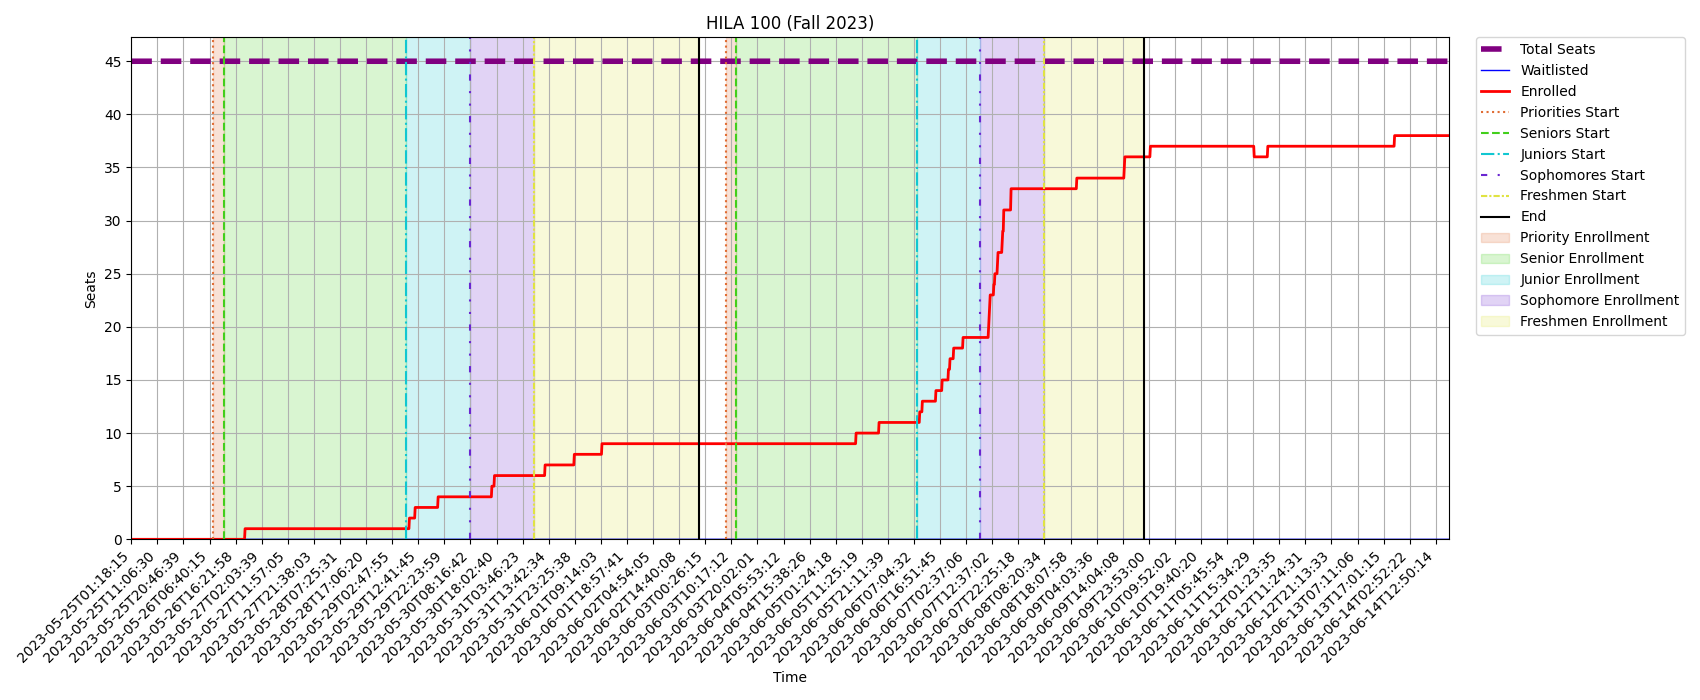 HILA 100 (Fall 2023)
Seats
45
40
35
30
25
20
15
10
5
0
Total Seats
Waitlisted
Enrolled
Priorities Start
Seniors Start
Juniors Start
Sophomores Start
Freshmen Start
End
Priority Enrollment
Senior Enrollment
Junior Enrollment
Sophomore Enrollment
Freshmen Enrollment
2023-05-25T01:18:15
2023-05-25T11:06:30
2023-05-25T20:46:39
2023-05-26T06:40:15
2023-05-26T16:21:58
2023-05-27T02:03:39
2023-05-27T11:57:05
2023-05-27T21:38:03
2023-05-28T07:25:31
2023-05-28T17:06:20
2023-05-29T02:47:55
2023-05-29T12:41:45
2023-05-29T22:23:59
2023-05-30T08:16:42
2023-05-30T18:02:40
2023-05-31T03:46:23
2023-05-31T13:42:34
2023-05-31T23:25:38
2023-06-01T09:14:03
2023-06-01T18:57:41
2023-06-02T04:54:05
2023-06-02T14:40:08
2023-06-03T00:26:15
2023-06-03T10:17:12
2023-06-03T20:02:01
2023-06-04T05:53:12
2023-06-04T15:38:26
2023-06-05T01:24:18
2023-06-05T11:25:19
2023-06-05T21:11:39
2023-06-06T07:04:32
2023-06-06T16:51:45
2023-06-07T02:37:06
2023-06-07T12:37:02
2023-06-07T22:25:18
2023-06-08T08:20:34
2023-06-08T18:07:58
2023-06-09T04:03:36
2023-06-09T14:04:08
2023-06-09T23:53:00
2023-06-10T09:52:02
2023-06-10T19:40:20
2023-06-11T05:45:54
2023-06-11T15:34:29
2023-06-12T01:23:35
2023-06-12T11:24:31
2023-06-12T21:13:33
2023-06-13T07:11:06
2023-06-13T17:01:15
2023-06-14T02:52:22
2023-06-14T12:50:14
Time